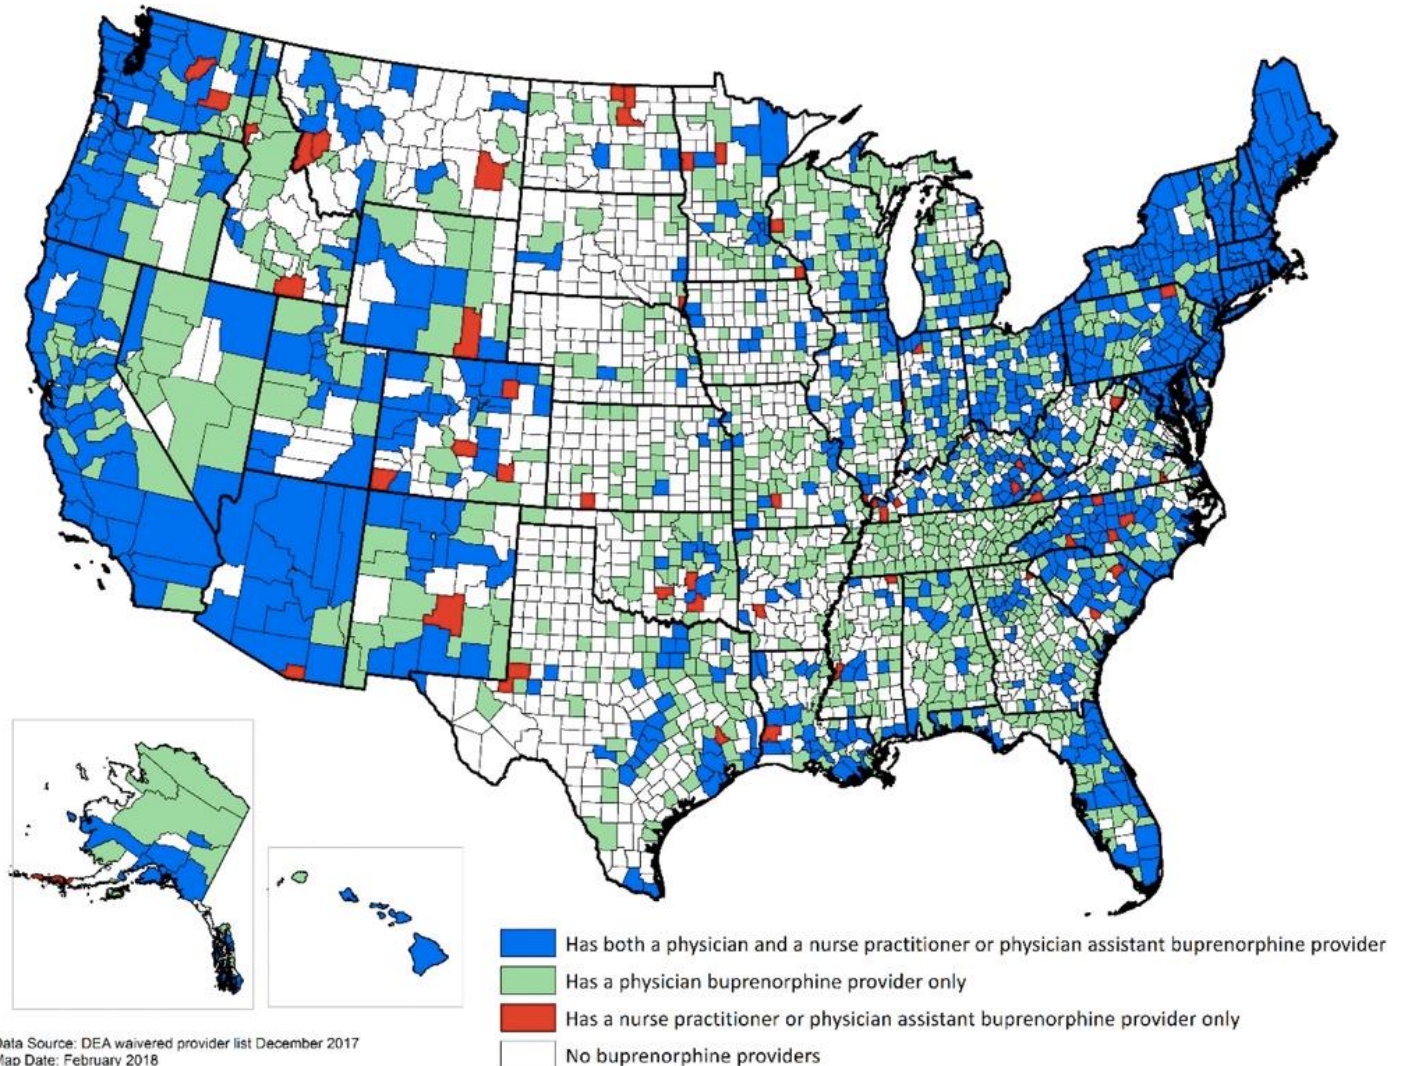 Has both a physician and a nurse practitioner or physician assistant buprenorphine provider
Has a physician buprenorphine provider only
Has a nurse practitioner or physician assistant buprenorphine provider only
No buprenorphine providers
ata Source: DEA waivered provider list December 2017
ap Date: February 2018